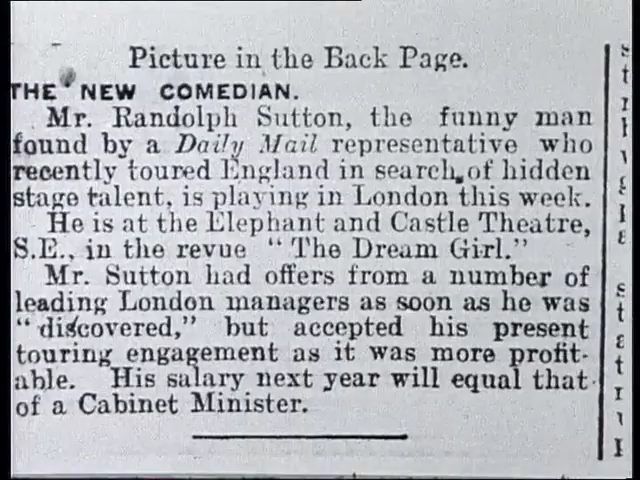 Picture in the Back Page.
THE NEW COMEDIAN.
Mr. Randolph Sutton, the funny man
found by a Daily Mail representative who
recently toured England in search of hidden
stage talent, is playing in London this week.
He is at the Elephant and Castle Theatre,
S.E., in the revue "The Dream Girl."
Mr. Sutton had offers from a number of
leading London managers as soon as he was
"discovered," but accepted his present
touring engagement as it was more profit-
able. His salary next year will equal that
of a Cabinet Minister.